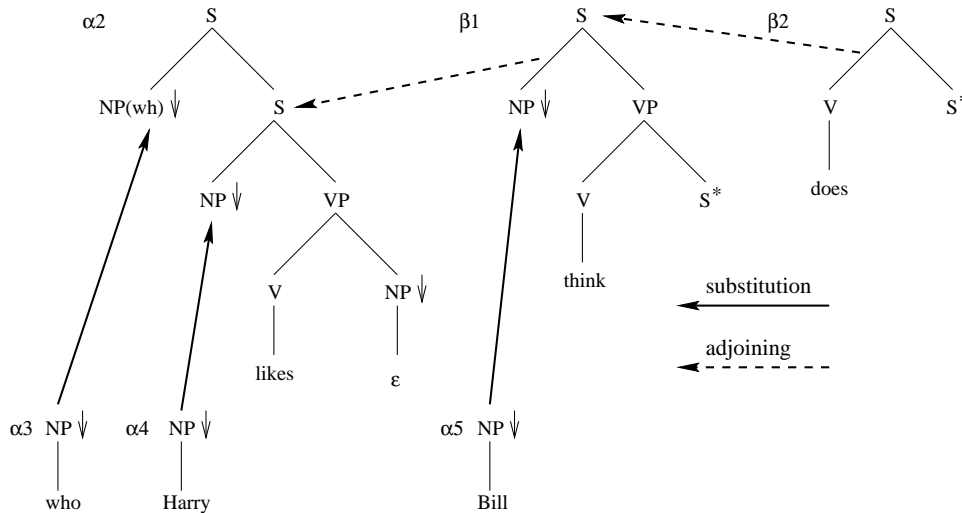 α2 S β1 S β2 S
NP(wh) ↓ S NP ↓ VP V S*
NP ↓ VP V S* does
V NP ↓ think substitution
likes ε adjoining
α3 NP ↓ α4 NP ↓ α5 NP ↓
who Harry Bill